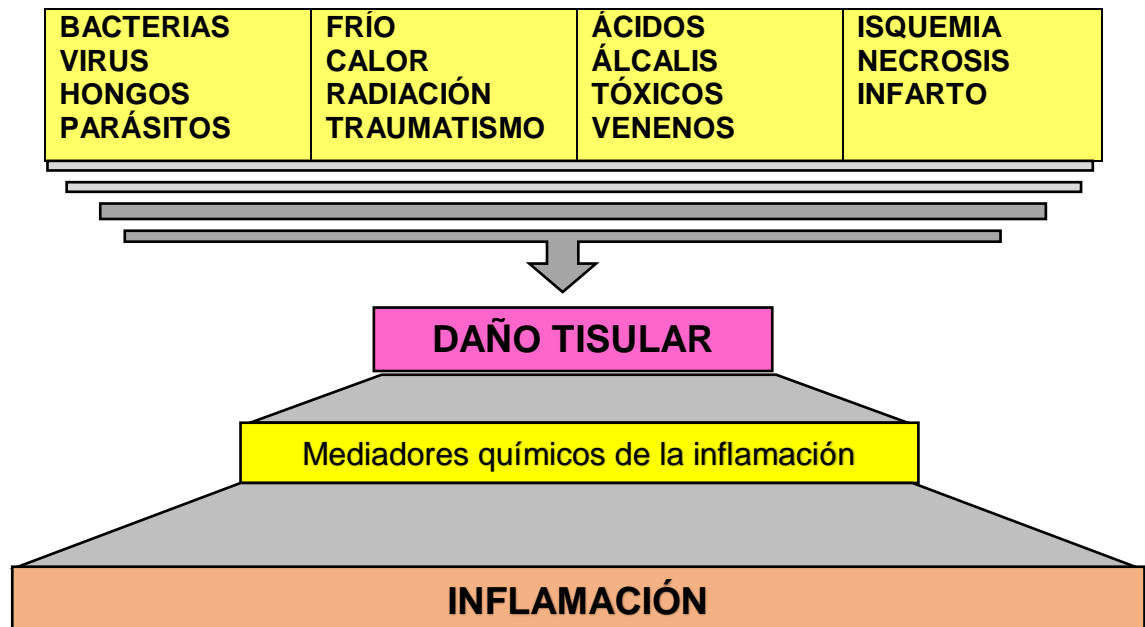 BACTERIAS
VIRUS
HONGOS
PARÁSITOS
FRÍO
CALOR
RADIACIÓN
TRAUMATISMO
ÁCIDOS
ÁLCALIS
TÓXICOS
VENENOS
ISQUEMIA
NECROSIS
INFARTO
DAÑO TISULAR
Mediadores químicos de la inflamación
INFLAMACIÓN